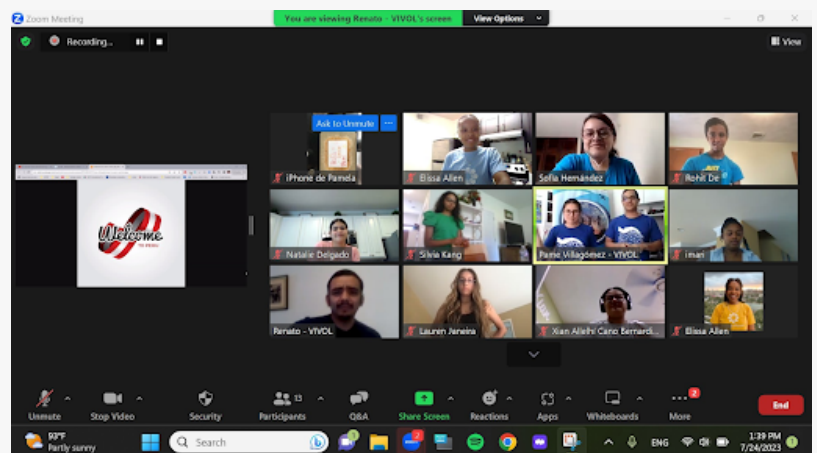 Zoom Meeting
You are viewing Renato - VIVOL's screen
View Options
Recording...
View
Ask to Unmute
iPhone de Pamela
Elissa Allen
Sofia Hernández
Rohit De
Welcome
TO PERU
Natalie Delgado
Silvia Kang
Pame Villagómez - VIVOL
imari
Renato - VIVOL
Lauren Janeira
Xian Allelhi Cano Bernardi...
Elissa Allen
Unmute
Stop Video
Security
13
Participants
Q&A
Share Screen
Reactions
Apps
Whiteboards
2
More
End
93°F
Partly sunny
Search
ENG
1:39 PM
7/24/2023